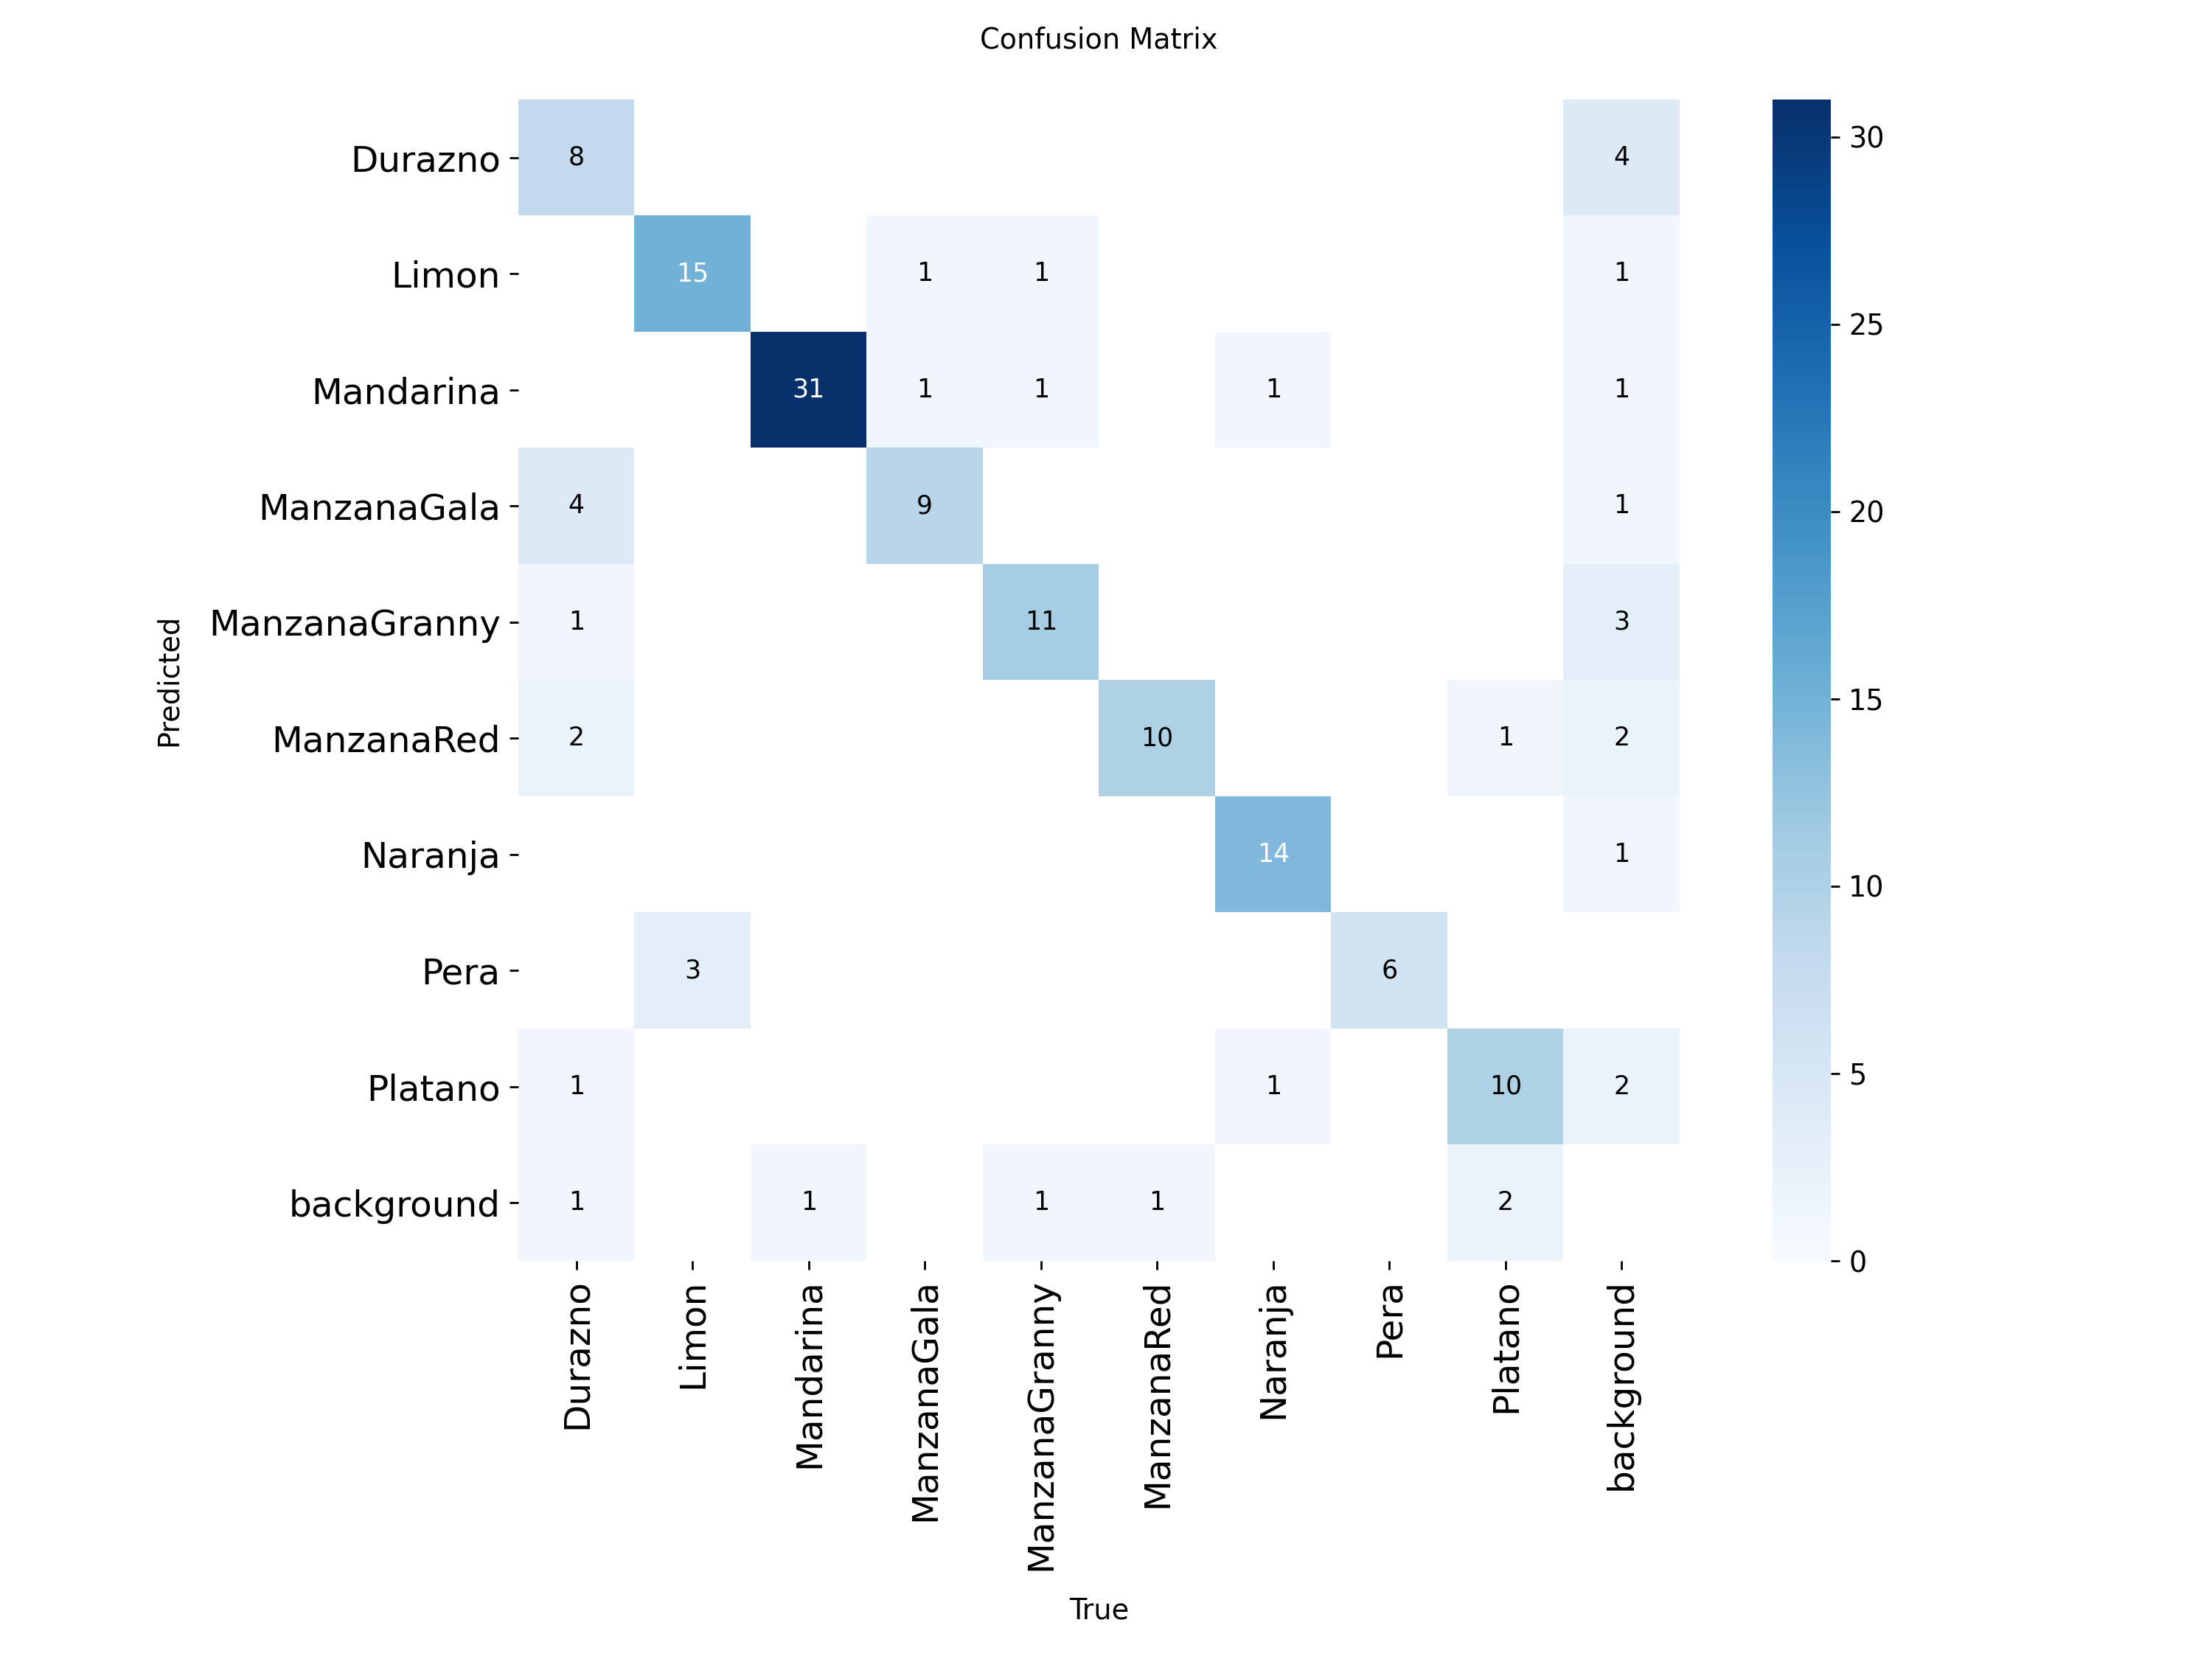 Confusion Matrix
Durazno 8 4
Limon 15 1 1 1
Mandarina 31 1 1 1 1
ManzanaGala 4 9 1
ManzanaGranny 1 11 3
ManzanaRed 2 10 1 2
Naranja 14 1
Pera 3 6
Platano 1 1 10 2
background 1 1 1 1 2
Predicted
Durazno
Limon
Mandarina
ManzanaGala
ManzanaGranny
ManzanaRed
Naranja
Pera
Platano
background
True
30
25
20
15
10
5
0